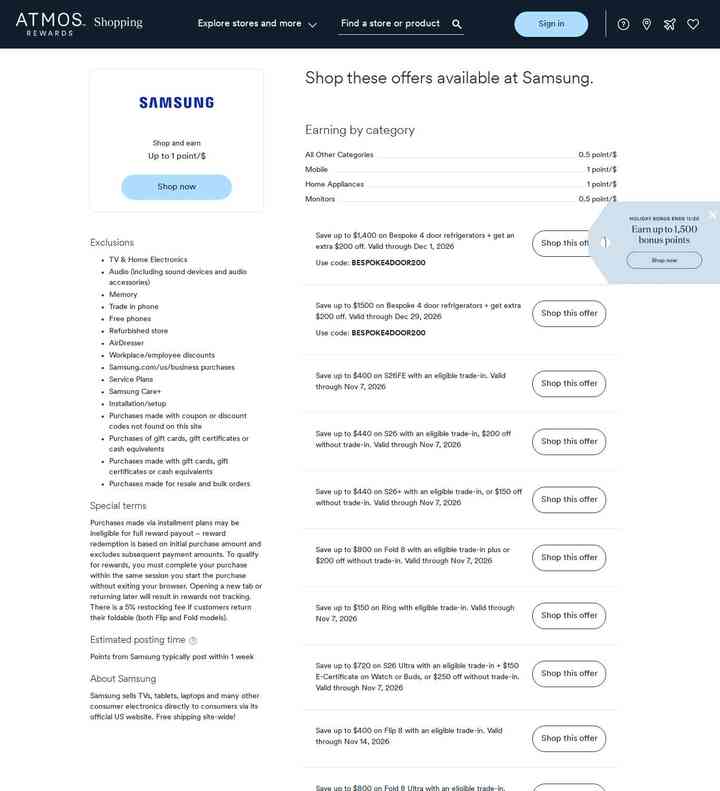 ATMOS REWARDS Shopping
Explore stores and more
Find a store or product
Sign in
SAMSUNG
Shop and earn
Up to 1 point/$
Shop now
Exclusions
TV & Home Electronics
Audio (including sound devices and audio
accessories)
Memory
Trade in phone
Free phones
Refurbished store
AirDresser
Workplace/employee discounts
Samsung.com/us/business purchases
Service Plans
Samsung Care+
Installation/setup
Purchases made with coupon or discount
codes not found on this site
Purchases of gift cards, gift certificates or
cash equivalents
Purchases made with gift cards, gift
certificates or cash equivalents
Purchases made for resale and bulk orders
Special terms
Purchases made via installment plans may be
ineligible for full reward payout – reward
redemption is based on initial purchase amount and
excludes subsequent payment amounts. To qualify
for rewards, you must complete your purchase
within the same session you start the purchase
without exiting your browser. Opening a new tab or
returning later will result in rewards not tracking.
There is a 5% restocking fee if customers return
their foldable (both Flip and Fold models).
Estimated posting time
Points from Samsung typically post within 1 week
About Samsung
Samsung sells TVs, tablets, laptops and many other
consumer electronics directly to consumers via its
official US website. Free shipping site-wide!
Shop these offers available at Samsung.
Earning by category
All Other Categories 0.5 point/$
Mobile 1 point/$
Home Appliances 1 point/$
Monitors 0.5 point/$
Save up to $1,400 on Bespoke 4 door refrigerators + get an
extra $200 off. Valid through Dec 1, 2026
Use code: BESPOKE4DOOR200
Shop this off
HOLIDAY BONUS ENDS 11/20
Earn up to 1,500
bonus points
Shop now
Save up to $1500 on Bespoke 4 door refrigerators + get extra
$200 off. Valid through Dec 29, 2026
Use code: BESPOKE4DOOR200
Shop this offer
Save up to $400 on S26FE with an eligible trade-in. Valid
through Nov 7, 2026
Shop this offer
Save up to $440 on S26 with an eligible trade-in, $200 off
without trade-in. Valid through Nov 7, 2026
Shop this offer
Save up to $440 on S26+ with an eligible trade-in, or $150 off
without trade-in. Valid through Nov 7, 2026
Shop this offer
Save up to $800 on Fold 8 with an eligible trade-in plus or
$200 off without trade-in. Valid through Nov 7, 2026
Shop this offer
Save up to $150 on Ring with eligible trade-in. Valid through
Nov 7, 2026
Shop this offer
Save up to $720 on S26 Ultra with an eligible trade-in + $150
E-Certificate on Watch or Buds, or $250 off without trade-in.
Valid through Nov 7, 2026
Shop this offer
Save up to $400 on Flip 8 with an eligible trade-in. Valid
through Nov 14, 2026
Shop this offer
Save up to $800 on Fold 8 Ultra with an eligible trade-in.